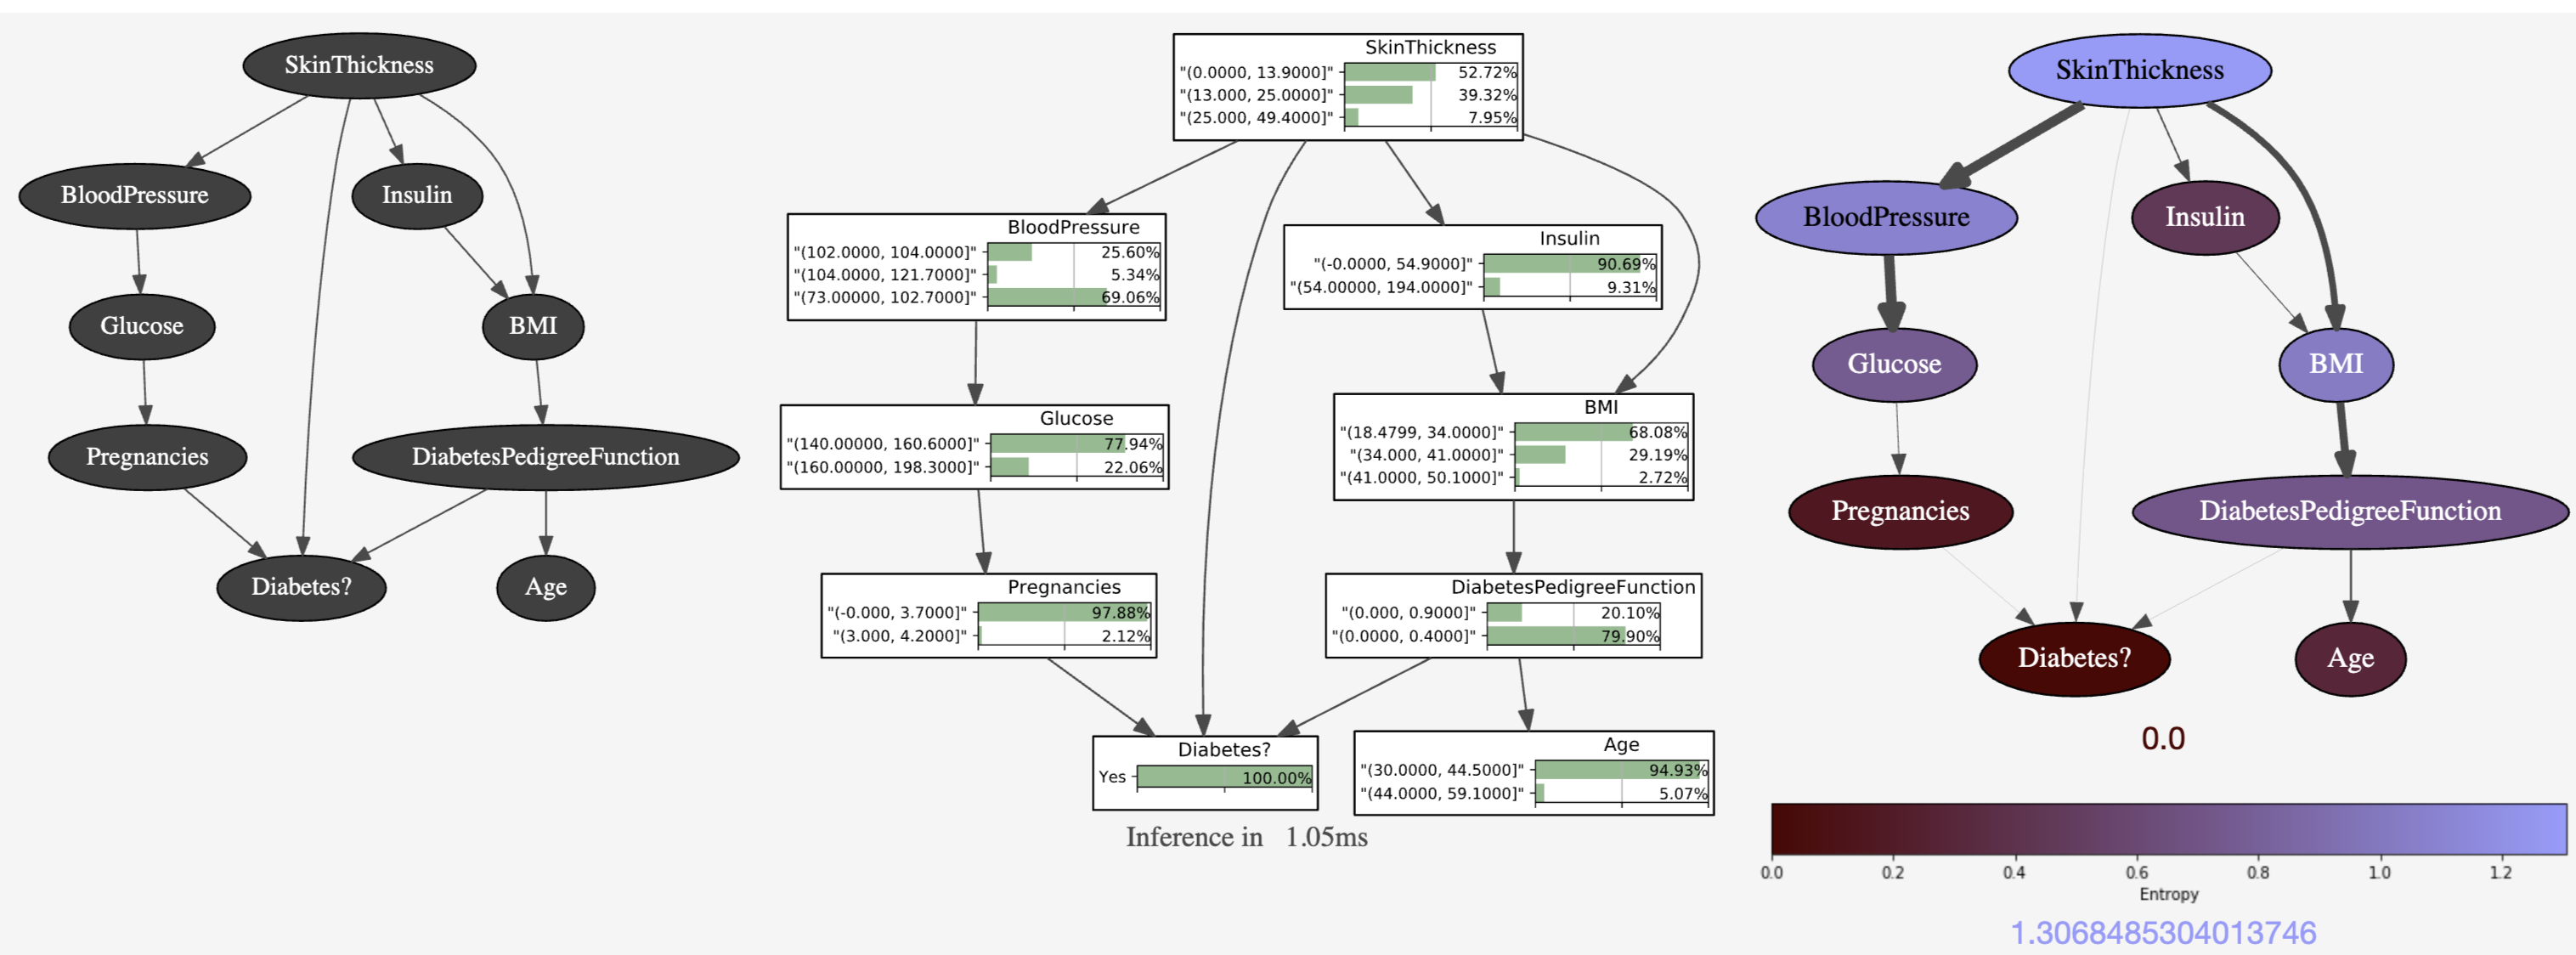 SkinThickness
BloodPressure
Insulin
Glucose
BMI
Pregnancies
DiabetesPedigreeFunction
Diabetes?
Age
SkinThickness
"(0.0000, 13.9000]" 52.72%
"(13.000, 25.0000]" 39.32%
"(25.000, 49.4000]" 7.95%
BloodPressure
"(102.0000, 104.0000]" 25.60%
"(104.0000, 121.7000]" 5.34%
"(73.00000, 102.7000]" 69.06%
Insulin
"(-0.0000, 54.9000]" 90.69%
"(54.00000, 194.0000]" 9.31%
Glucose
"(140.00000, 160.6000]" 77.94%
"(160.00000, 198.3000]" 22.06%
BMI
"(18.4799, 34.0000]" 68.08%
"(34.000, 41.0000]" 29.19%
"(41.0000, 50.1000]" 2.72%
Pregnancies
"(-0.000, 3.7000]" 97.88%
"(3.000, 4.2000]" 2.12%
DiabetesPedigreeFunction
"(0.000, 0.9000]" 20.10%
"(0.0000, 0.4000]" 79.90%
Diabetes?
Yes 100.00%
Age
"(30.0000, 44.5000]" 94.93%
"(44.0000, 59.1000]" 5.07%
Inference in 1.05ms
SkinThickness
BloodPressure
Insulin
Glucose
BMI
Pregnancies
DiabetesPedigreeFunction
Diabetes?
Age
0.0
0.0 0.2 0.4 0.6 0.8 1.0 1.2
Entropy
1.3068485304013746